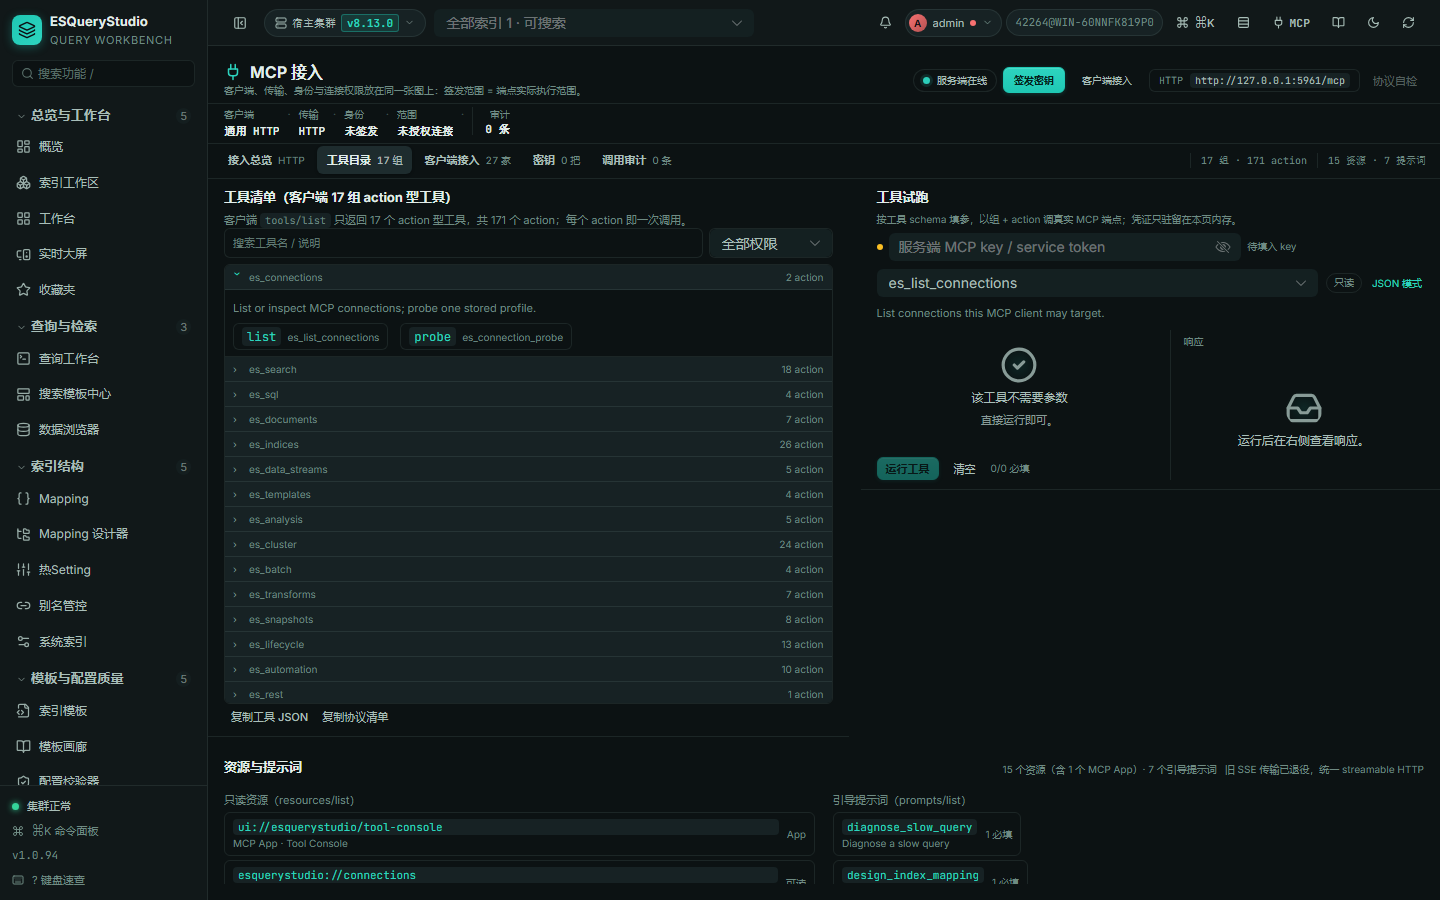 ESQueryStudio
QUERY WORKBENCH
搜索功能 /
总览与工作台 5
概览
索引工作区
工作台
实时大屏
收藏夹
查询与检索 3
查询工作台
搜索模板中心
数据浏览器
索引结构 5
Mapping
Mapping 设计器
热Setting
别名管控
系统索引
模板与配置质量 5
索引模板
模板画廊
配置校验器
集群正常
⌘K 命令面板
v1.0.94
? 键盘速查
宿主集群 v8.13.0
全部索引 1 · 可搜索
A admin
42264@WIN-60NNFK819P0
⌘K
MCP
MCP 接入
客户端、传输、身份与连接权限放在同一张图上：签发范围 = 端点实际执行范围。
服务端在线
签发密钥
客户端接入
HTTP http://127.0.0.1:5961/mcp
协议自检
客户端 · 传输 · 身份 · 范围 审计
通用 HTTP HTTP 未签发 未授权连接 0 条
接入总览 HTTP
工具目录 17 组
客户端接入 27 家
密钥 0 把
调用审计 0 条
17 组 · 171 action
15 资源 · 7 提示词
工具清单（客户端 17 组 action 型工具）
客户端 tools/list 只返回 17 个 action 型工具，共 171 个 action；每个 action 即一次调用。
搜索工具名 / 说明
全部权限
es_connections 2 action
List or inspect MCP connections; probe one stored profile.
list es_list_connections
probe es_connection_probe
es_search 18 action
es_sql 4 action
es_documents 7 action
es_indices 26 action
es_data_streams 5 action
es_templates 4 action
es_analysis 5 action
es_cluster 24 action
es_batch 4 action
es_transforms 7 action
es_snapshots 8 action
es_lifecycle 13 action
es_automation 10 action
es_rest 1 action
复制工具 JSON 复制协议清单
工具试跑
按工具 schema 填参，以组 + action 调真实 MCP 端点；凭证只驻留在本页内存。
服务端 MCP key / service token
待填入 key
es_list_connections
只读
JSON 模式
List connections this MCP client may target.
该工具不需要参数
直接运行即可。
运行工具 清空 0/0 必填
响应
运行后在右侧查看响应。
资源与提示词
15 个资源（含 1 个 MCP App）· 7 个引导提示词 旧 SSE 传输已退役，统一 streamable HTTP
只读资源（resources/list）
ui://esquerystudio/tool-console
MCP App · Tool Console
App
esquerystudio://connections
可读
引导提示词（prompts/list）
diagnose_slow_query
Diagnose a slow query
1 必填
design_index_mapping
1 必填